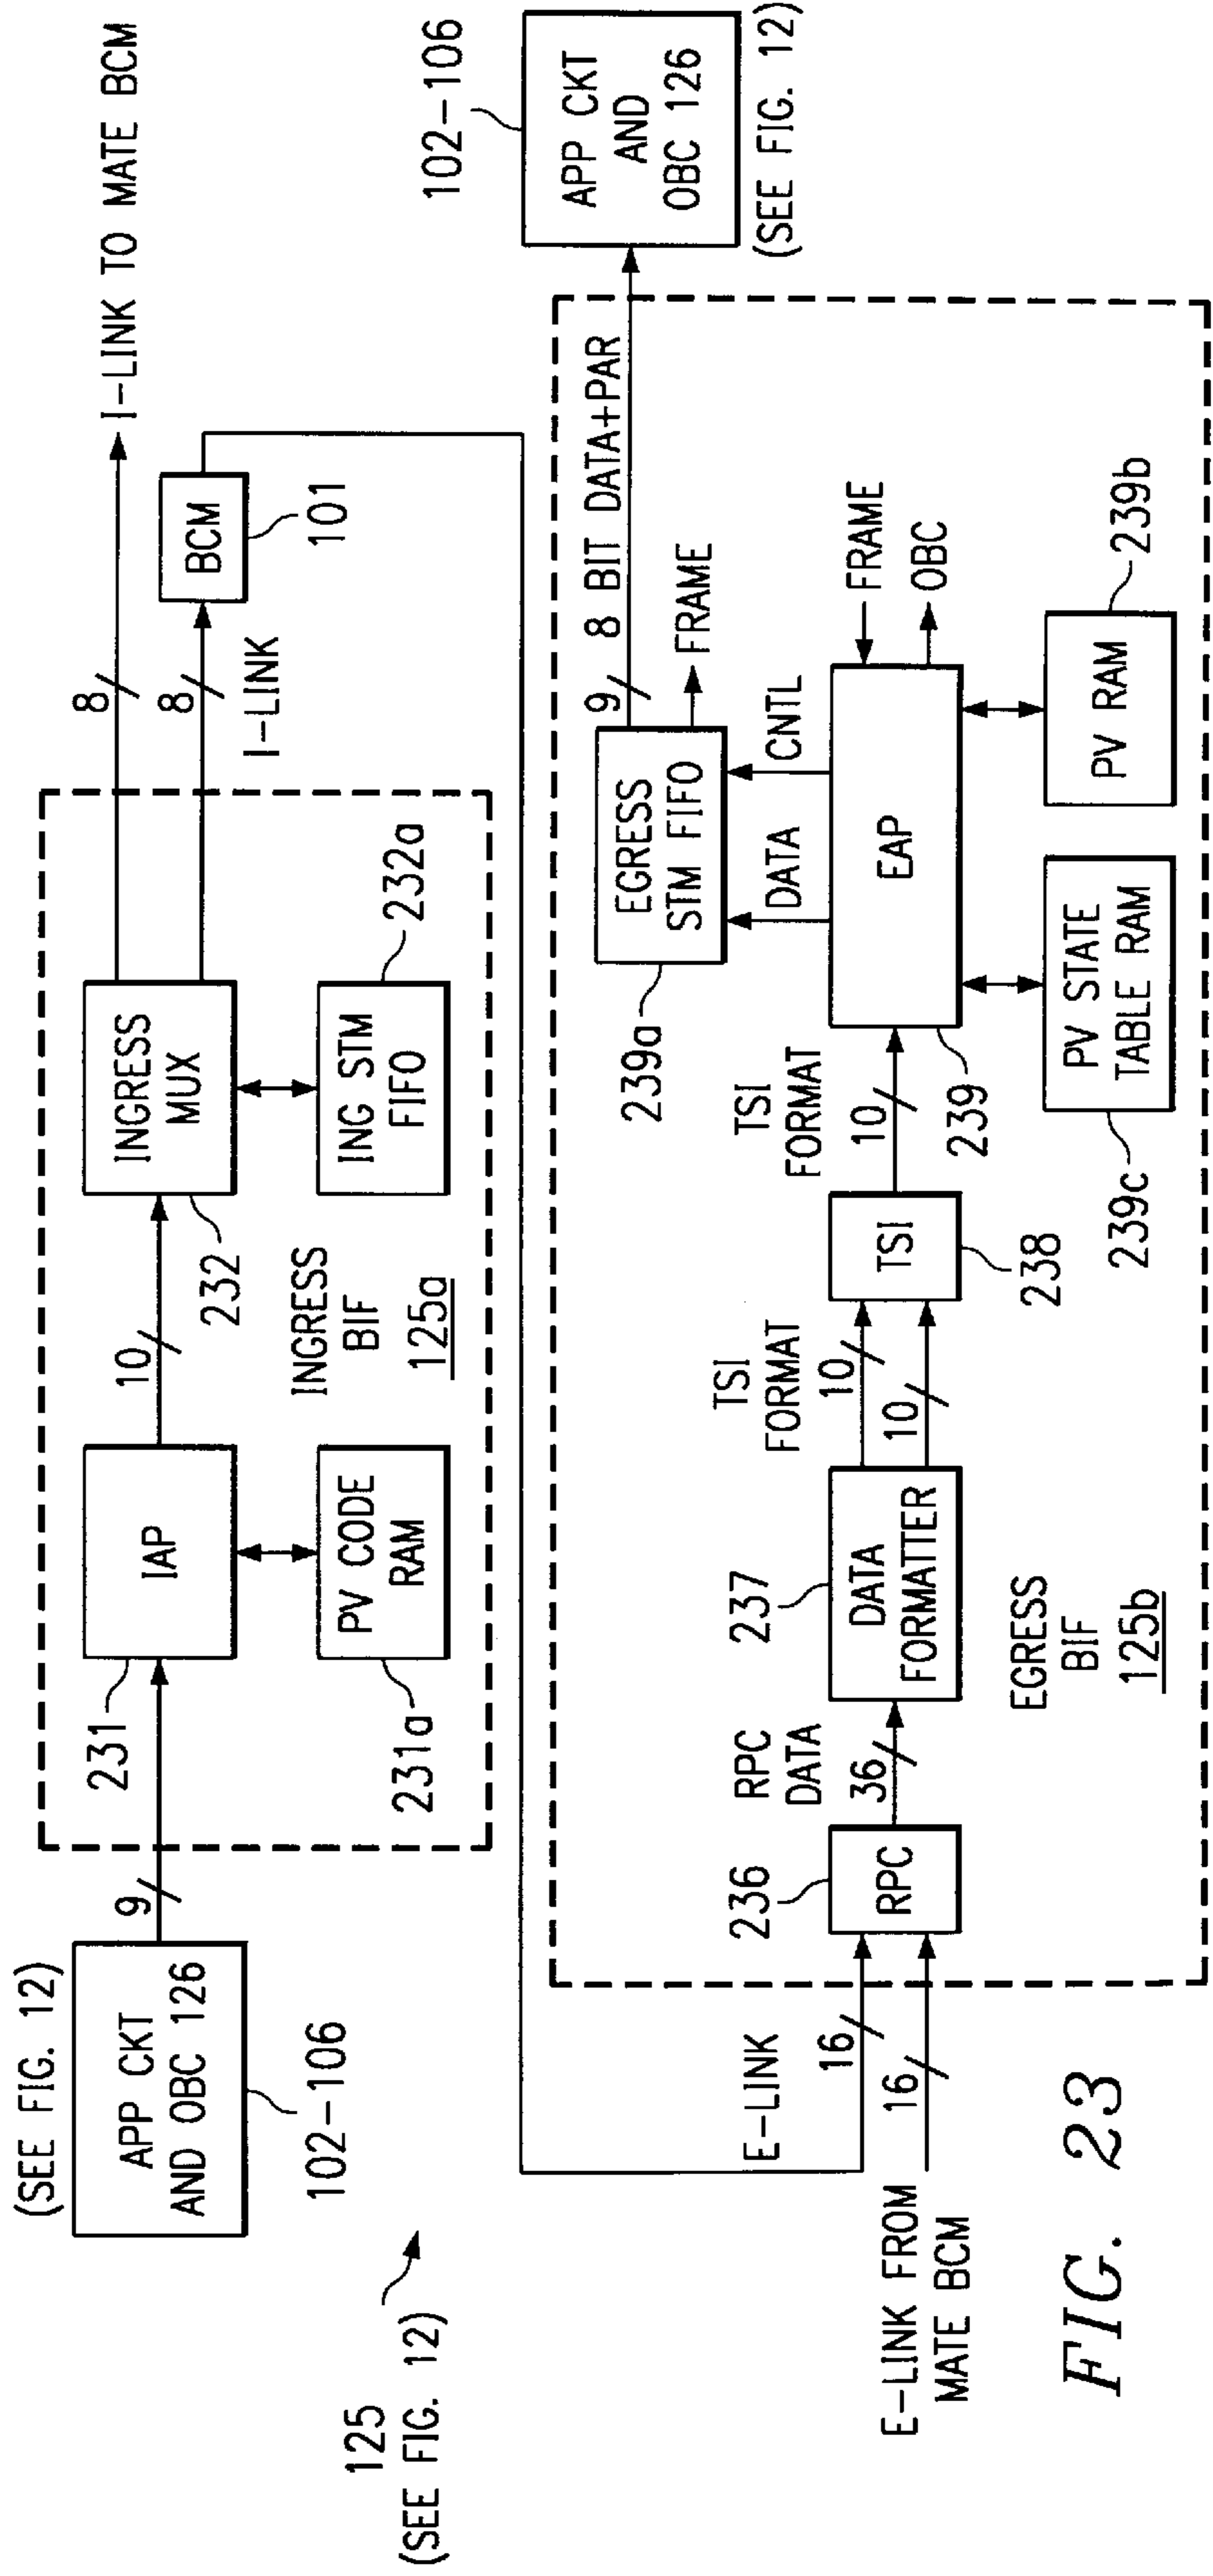 (SEE FIG. 12)
APP CKT
AND OBC 126
102-106
125
(SEE FIG. 12)
9
231
IAP
PV CODE
RAM
231a
10
INGRESS
MUX
232
ING STM
FIFO
232a
INGRESS
BIF
125a
8
8
I-LINK
I-LINK TO MATE BCM
BCM
101
E-LINK
16
16
E-LINK FROM
MATE BCM
236
RPC
RPC
DATA
36
237
DATA
FORMATTER
TSI
FORMAT
10
10
TSI
238
TSI
FORMAT
10
EAP
239
DATA
CNTL
EGRESS
STM FIFO
239a
FRAME
9
8 BIT DATA+PAR
FRAME
OBC
PV STATE
TABLE RAM
239c
PV RAM
239b
EGRESS
BIF
125b
102-106
APP CKT
AND
OBC 126
(SEE FIG. 12)
FIG. 23